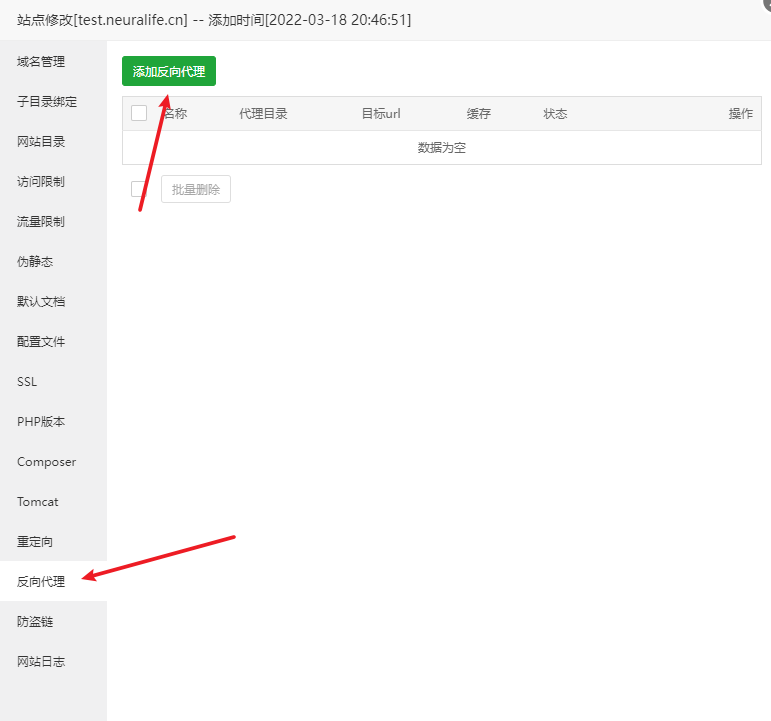 站点修改[test.neuralife.cn] -- 添加时间[2022-03-18 20:46:51]
域名管理
子目录绑定
网站目录
访问限制
流量限制
伪静态
默认文档
配置文件
SSL
PHP版本
Composer
Tomcat
重定向
反向代理
防盗链
网站日志
添加反向代理
名称 代理目录 目标url 缓存 状态 操作
数据为空
批量删除